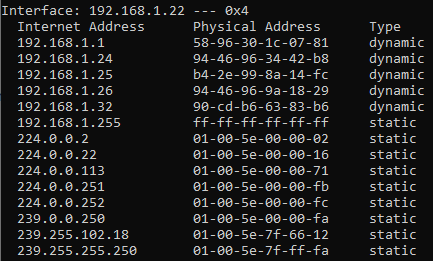 Interface: 192.168.1.22 --- 0x4
Internet Address Physical Address Type
192.168.1.1 58-96-30-1c-07-81 dynamic
192.168.1.24 94-46-96-34-42-b8 dynamic
192.168.1.25 b4-2e-99-8a-14-fc dynamic
192.168.1.26 94-46-96-9a-18-29 dynamic
192.168.1.32 90-cd-b6-63-83-b6 dynamic
192.168.1.255 ff-ff-ff-ff-ff-ff static
224.0.0.2 01-00-5e-00-00-02 static
224.0.0.22 01-00-5e-00-00-16 static
224.0.0.113 01-00-5e-00-00-71 static
224.0.0.251 01-00-5e-00-00-fb static
224.0.0.252 01-00-5e-00-00-fc static
239.0.0.250 01-00-5e-00-00-fa static
239.255.102.18 01-00-5e-7f-66-12 static
239.255.255.250 01-00-5e-7f-ff-fa static